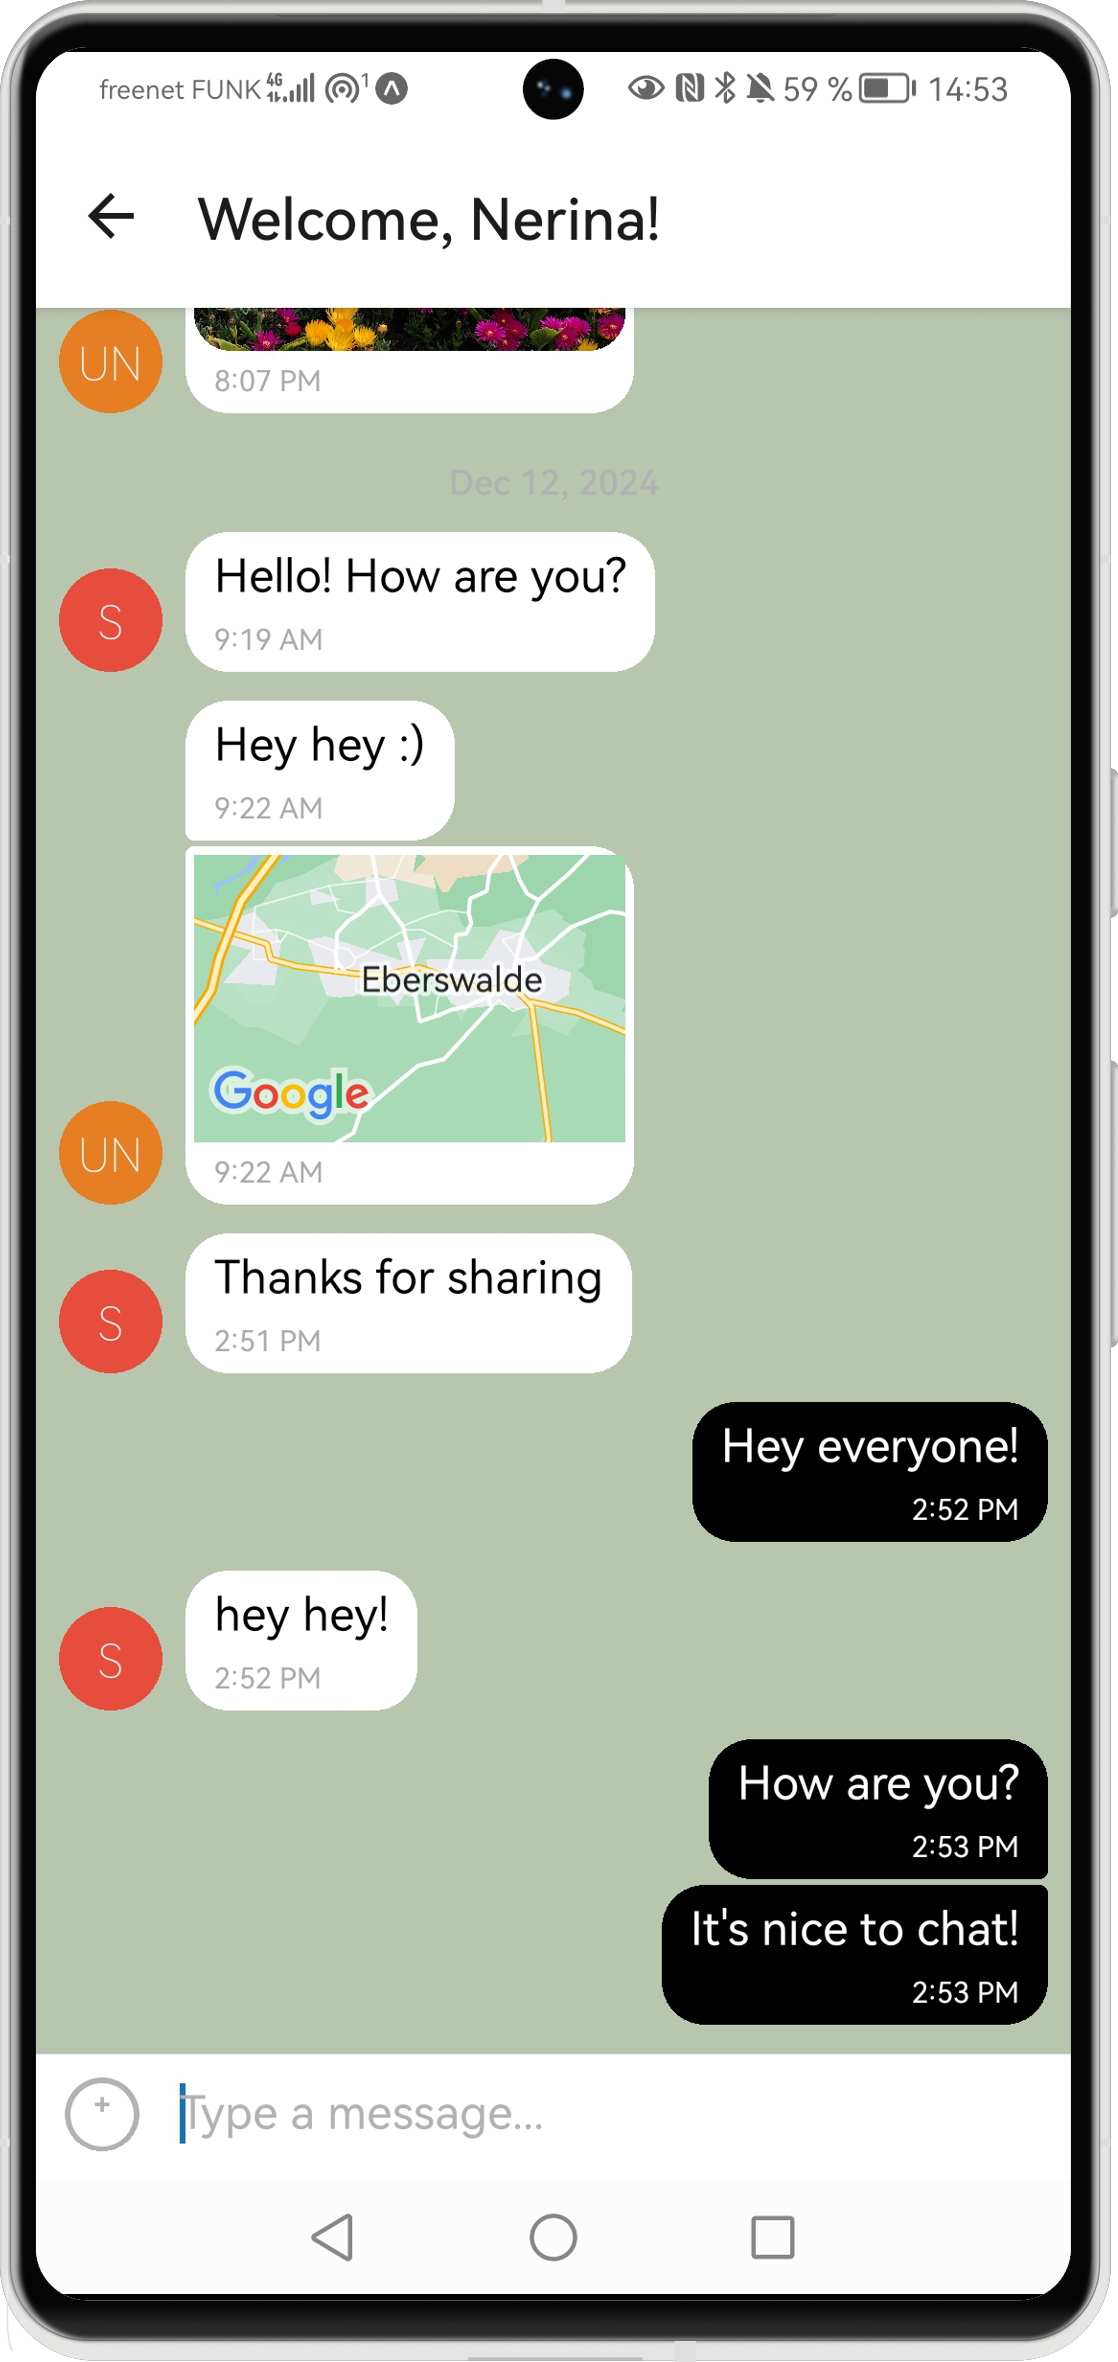 freenet FUNK 4G 1 59 % 14:53
Welcome, Nerina!
UN
8:07 PM
Dec 12, 2024
Hello! How are you?
S
9:19 AM
Hey hey :)
9:22 AM
Eberswalde
Google
UN
9:22 AM
Thanks for sharing
S
2:51 PM
Hey everyone!
2:52 PM
hey hey!
S
2:52 PM
How are you?
2:53 PM
It's nice to chat!
2:53 PM
+
Type a message...